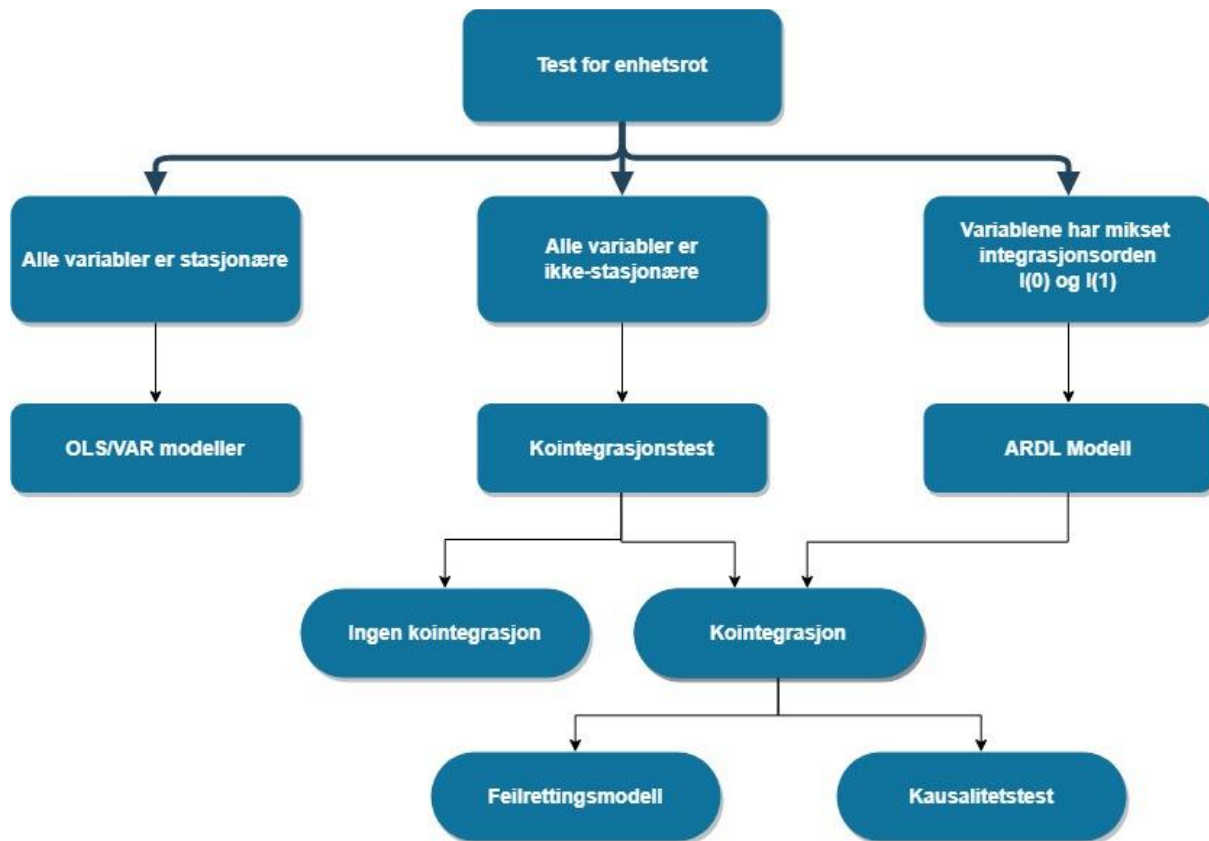 Test for enhetsrot
Alle variabler er stasjonære
Alle variabler er
ikke-stasjonære
Variablene har mikset
integrasjonsorden
I(0) og I(1)
OLS/VAR modeller
Kointegrasjonstest
ARDL Modell
Ingen kointegrasjon
Kointegrasjon
Feilrettingsmodell
Kausalitetstest